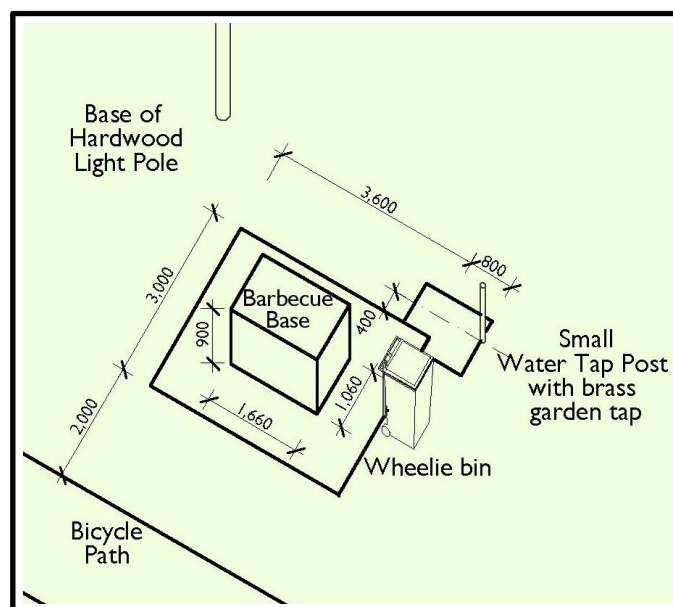 Base of
Hardwood
Light Pole
3,600
800
3,000
400
Barbecue
Base
900
Small
Water Tap Post
with brass
garden tap
1,060
1,660
2,000
Wheelie bin
Bicycle
Path